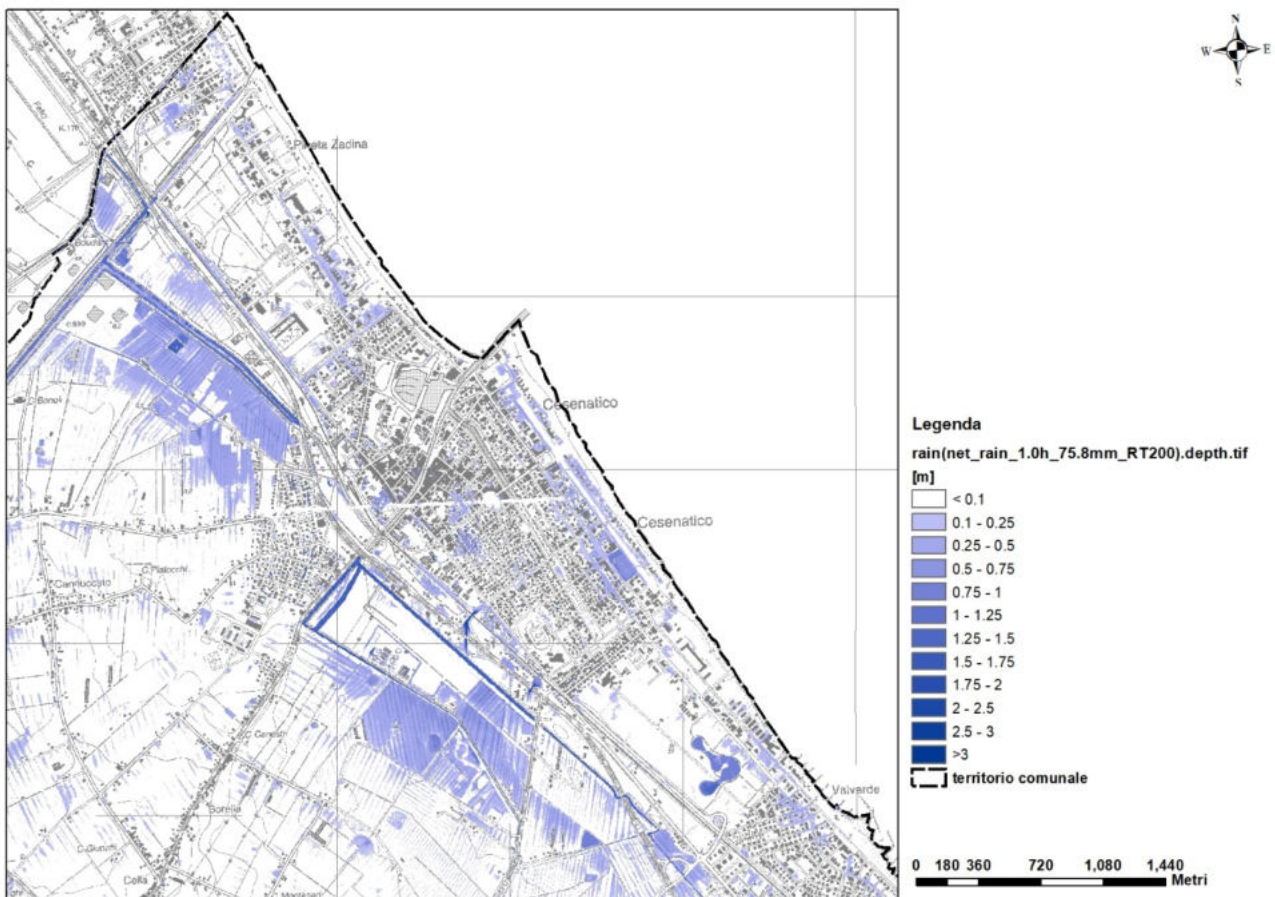 N
W E
S
Pineta Zadina
Cesenatico
Cesenatico
Cannucceto
Valverde
Borella
Cella
Legenda
rain(net_rain_1.0h_75.8mm_RT200).depth.tif
[m]
< 0.1
0.1 - 0.25
0.25 - 0.5
0.5 - 0.75
0.75 - 1
1 - 1.25
1.25 - 1.5
1.5 - 1.75
1.75 - 2
2 - 2.5
2.5 - 3
>3
territorio comunale
0 180 360 720 1,080 1,440
Metri